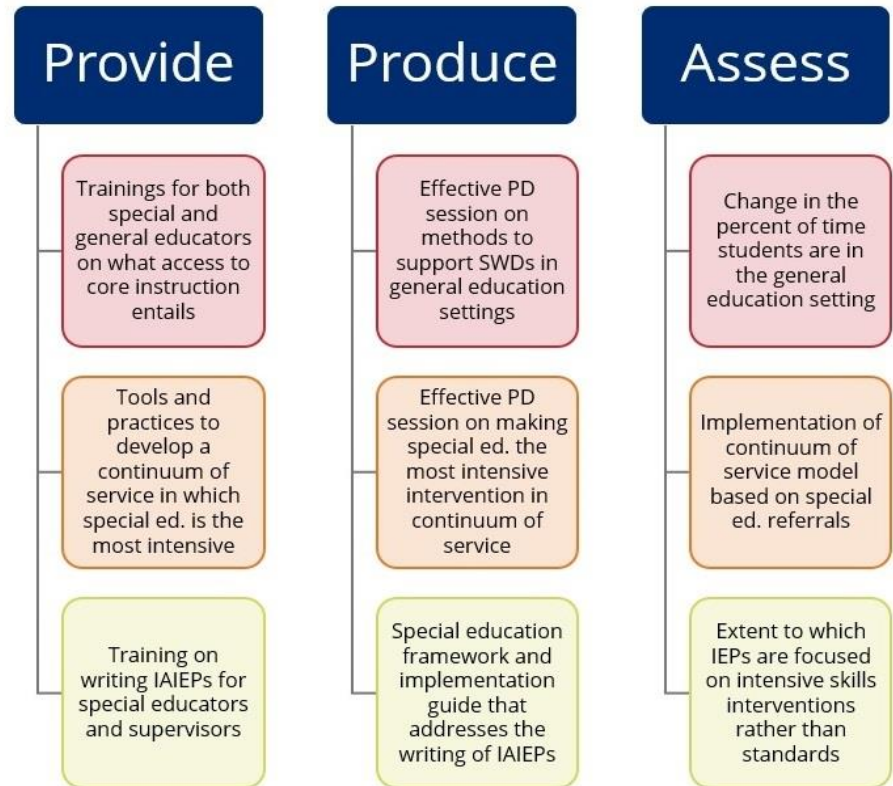 Provide
Trainings for both
special and
general educators
on what access to
core instruction
entails
Tools and
practices to
develop a
continuum of
service in which
special ed. is the
most intensive
Training on
writing IAIEPs for
special educators
and supervisors
Produce
Effective PD
session on
methods to
support SWDs in
general education
settings
Effective PD
session on making
special ed. the
most intensive
intervention in
continuum of
service
Special education
framework and
implementation
guide that
addresses the
writing of IAIEPs
Assess
Change in the
percent of time
students are in
the general
education setting
Implementation of
continuum of
service model
based on special
ed. referrals
Extent to which
IEPs are focused
on intensive skills
interventions
rather than
standards